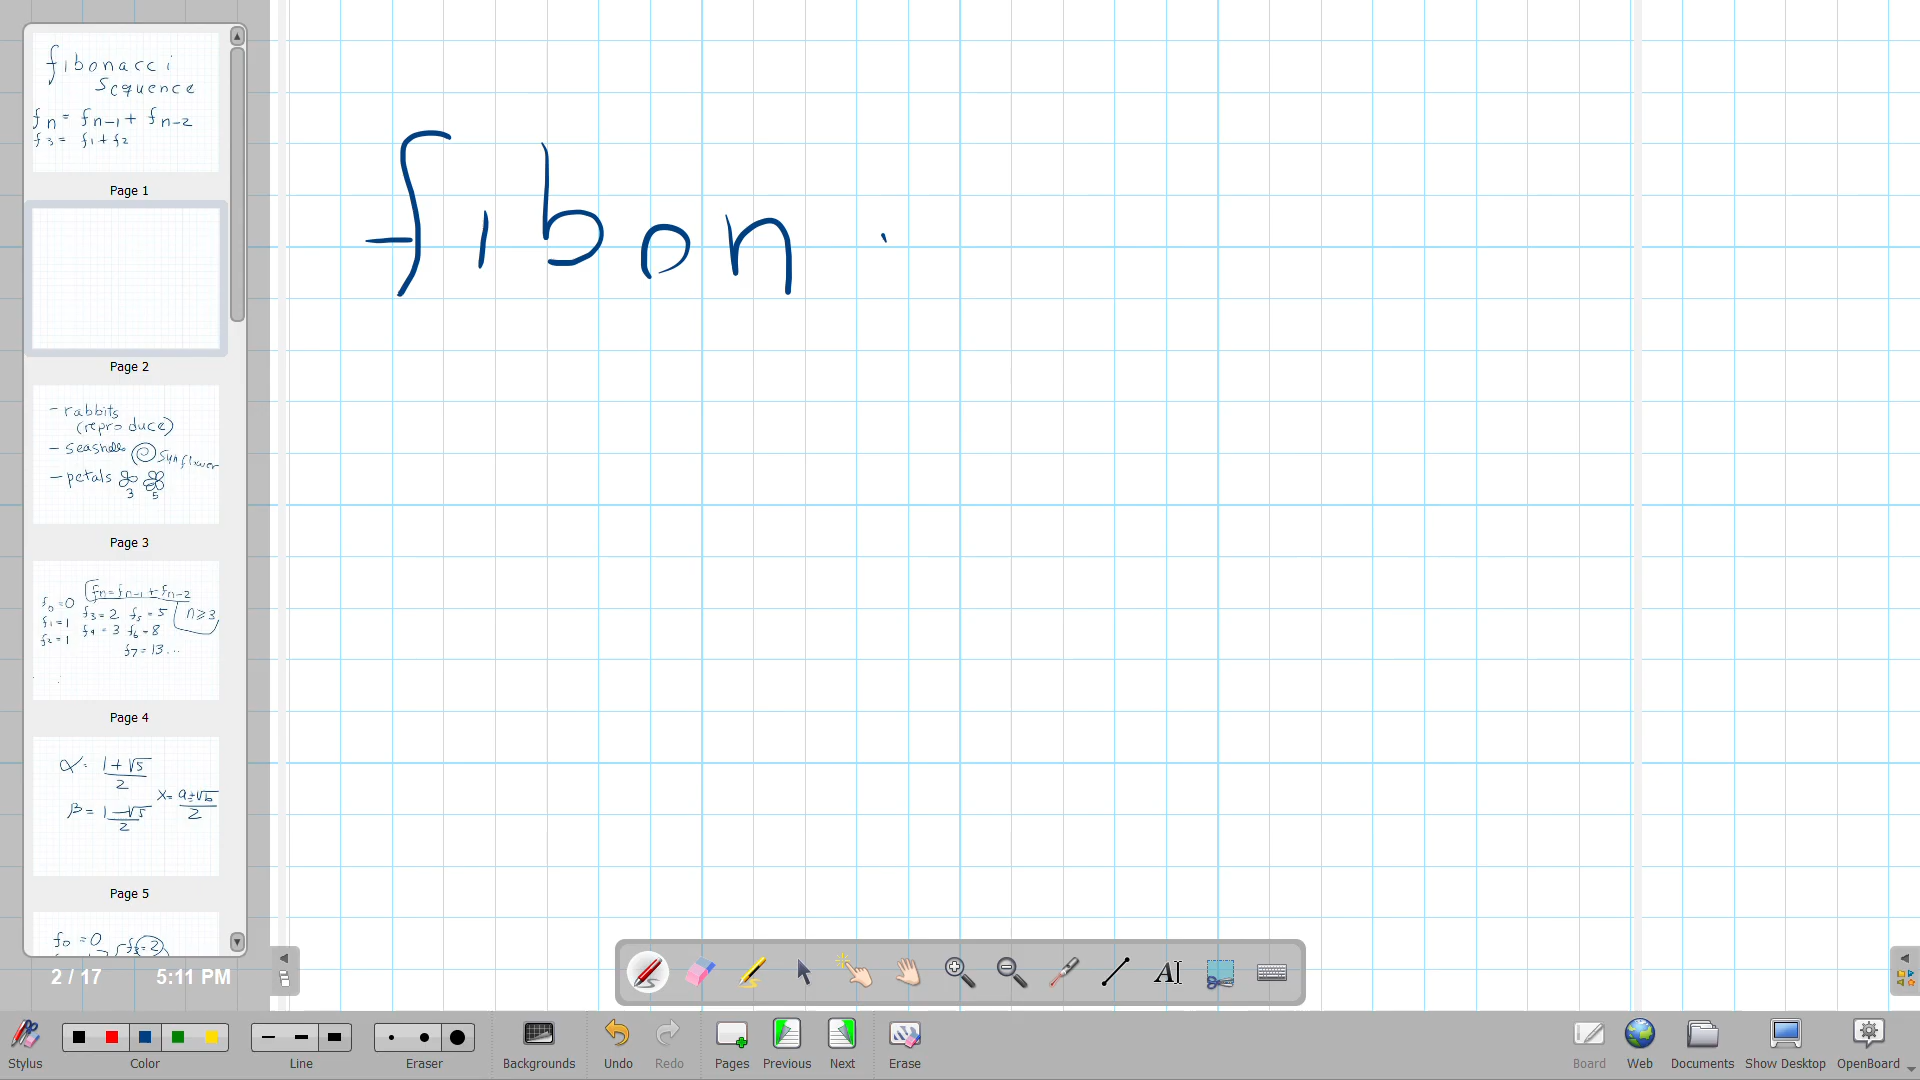 fibonacci
Sequence
fn = fn-1 + fn-2
f3 = f1 + f2
Page 1
Page 2
- rabbits
(reproduce)
- seashells
sunflower
- petals
3 5
Page 3
fn = fn-1 + fn-2
f0 = 0
f1 = 1
f2 = 1
f3 = 2 f5 = 5
n ≥ 3
f4 = 3 f6 = 8
f7 = 13 ...
Page 4
α = 1 + √5 / 2
β = 1 - √5 / 2
x = a ± √b / 2
Page 5
f0 = 0
f3 = 2
2 / 17 5:11 PM
fibon
Stylus Color Line Eraser Backgrounds Undo Redo Pages Previous Next Erase Board Web Documents Show Desktop OpenBoard